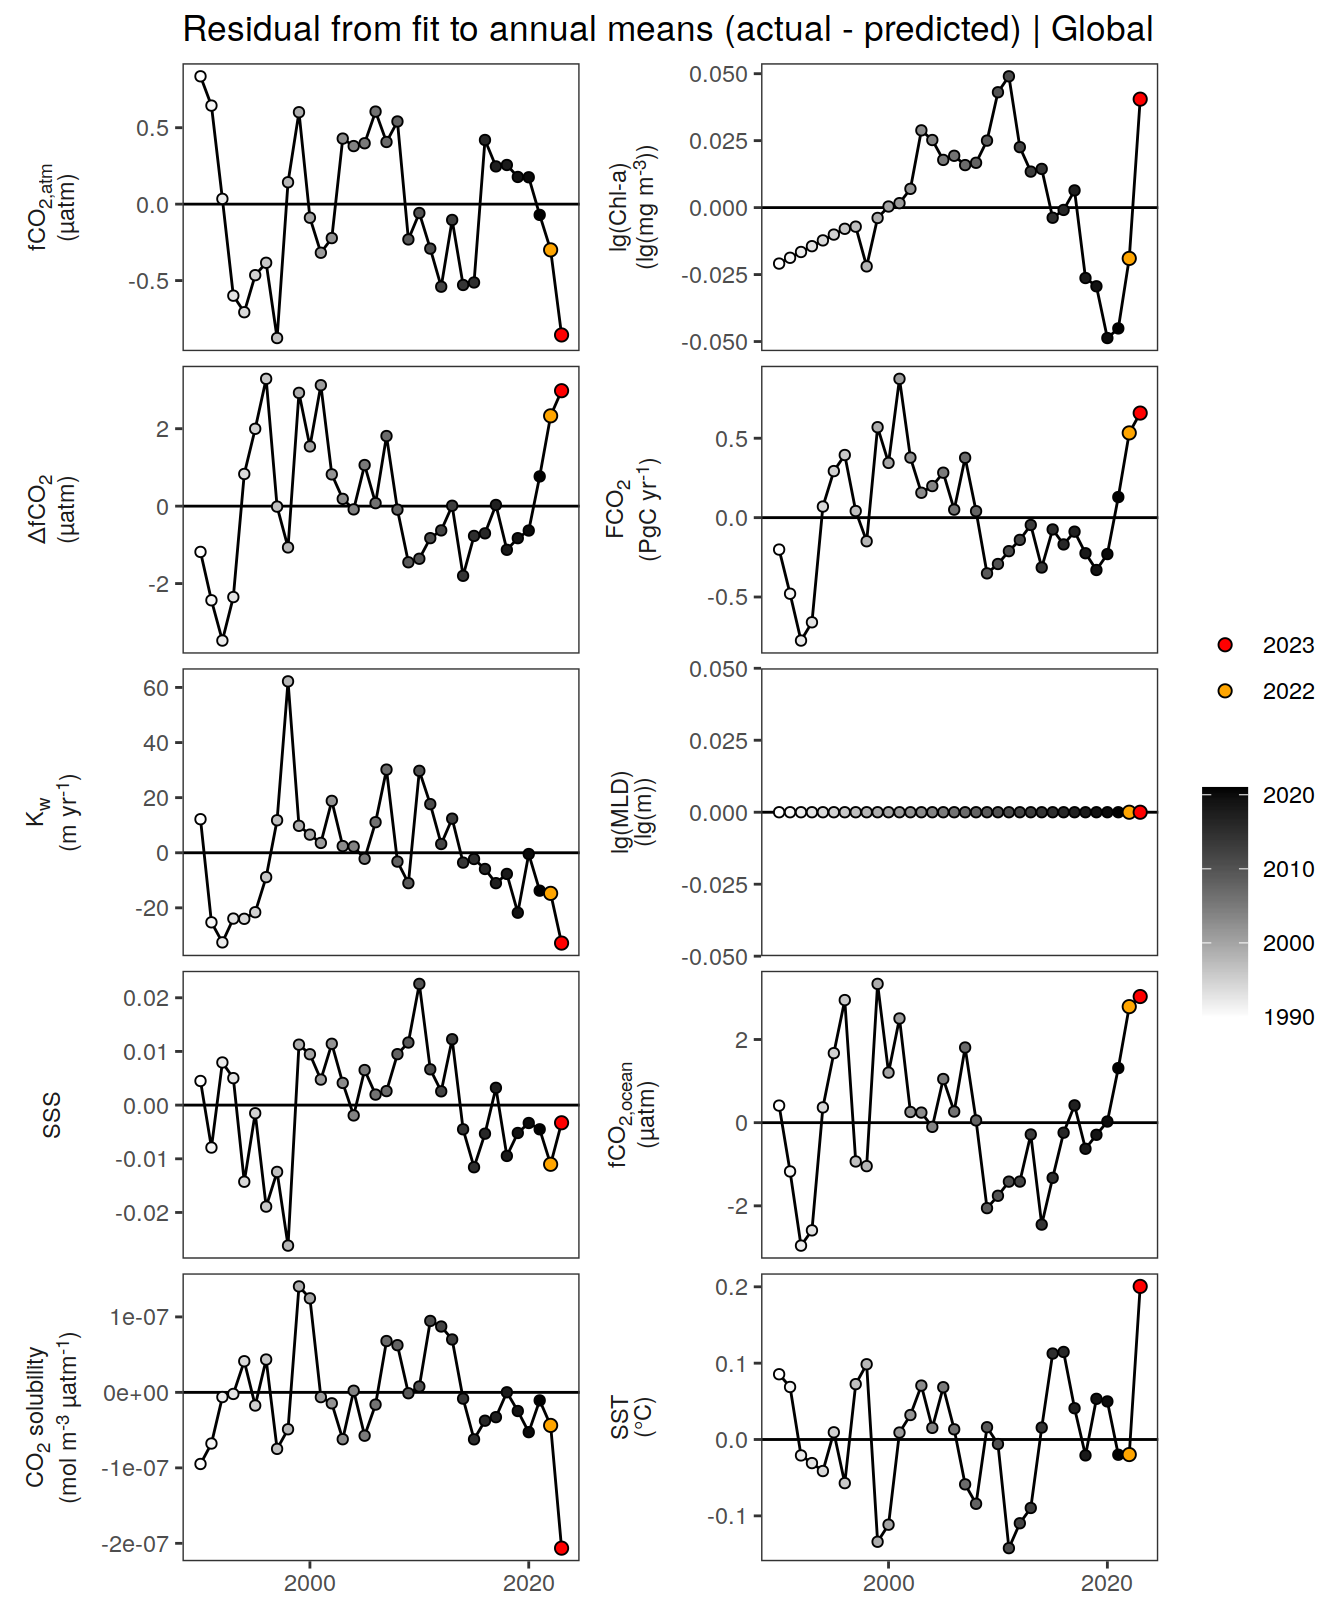 Residual from fit to annual means (actual - predicted) | Global
fCO2,atm
(µatm)
0.5
0.0
-0.5
lg(Chl-a)
(lg(mg m-3))
0.050
0.025
0.000
-0.025
-0.050
ΔfCO2
(µatm)
2
0
-2
FCO2
(PgC yr-1)
0.5
0.0
-0.5
Kw
(m yr-1)
60
40
20
0
-20
lg(MLD)
(lg(m))
0.050
0.025
0.000
-0.025
-0.050
SSS
0.02
0.01
0.00
-0.01
-0.02
fCO2,ocean
(µatm)
2
0
-2
CO2 solubility
(mol m-3 µatm-1)
1e-07
0e+00
-1e-07
-2e-07
2000
2020
SST
(°C)
0.2
0.1
0.0
-0.1
2000
2020
2023
2022
2020
2010
2000
1990